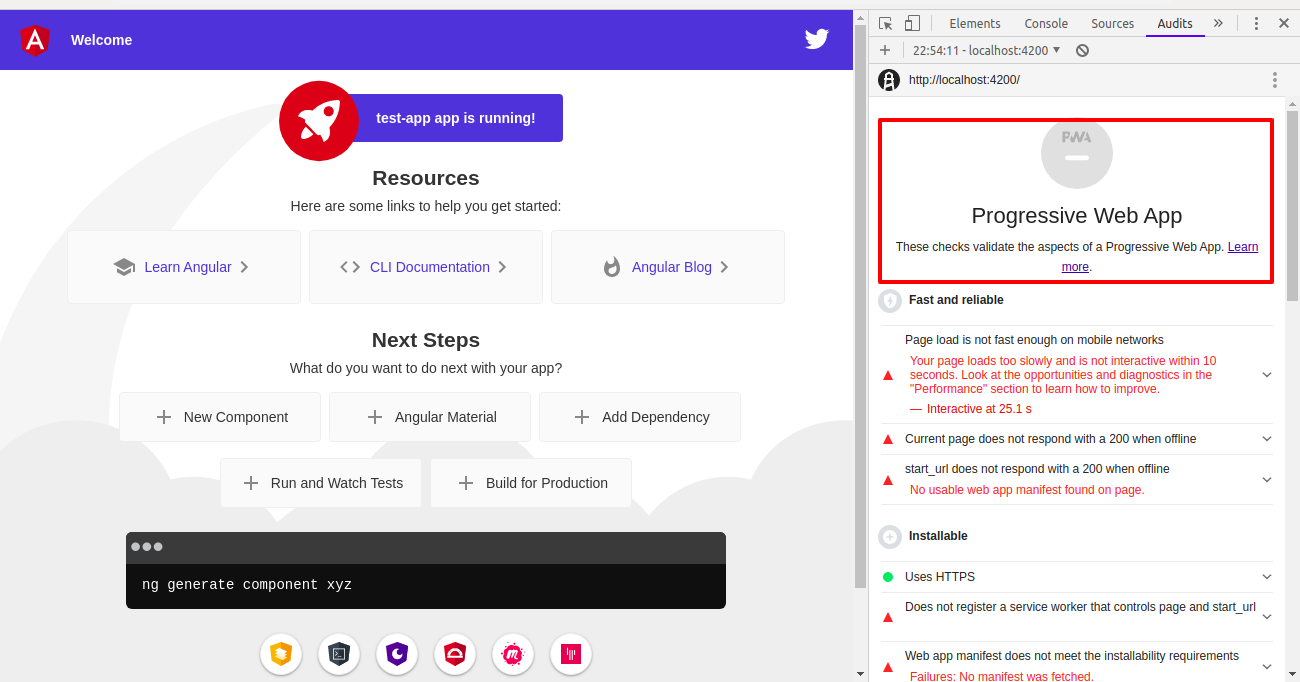 Welcome
test-app app is running!
Resources
Here are some links to help you get started:
Learn Angular
CLI Documentation
Angular Blog
Next Steps
What do you want to do next with your app?
New Component
Angular Material
Add Dependency
Run and Watch Tests
Build for Production
ng generate component xyz
Elements Console Sources Audits
22:54:11 - localhost:4200
http://localhost:4200/
PWA
Progressive Web App
These checks validate the aspects of a Progressive Web App. Learn
more.
Fast and reliable
Page load is not fast enough on mobile networks
Your page loads too slowly and is not interactive within 10
seconds. Look at the opportunities and diagnostics in the
"Performance" section to learn how to improve.
— Interactive at 25.1 s
Current page does not respond with a 200 when offline
start_url does not respond with a 200 when offline
No usable web app manifest found on page.
Installable
Uses HTTPS
Does not register a service worker that controls page and start_url
Web app manifest does not meet the installability requirements
Failures: No manifest was fetched.